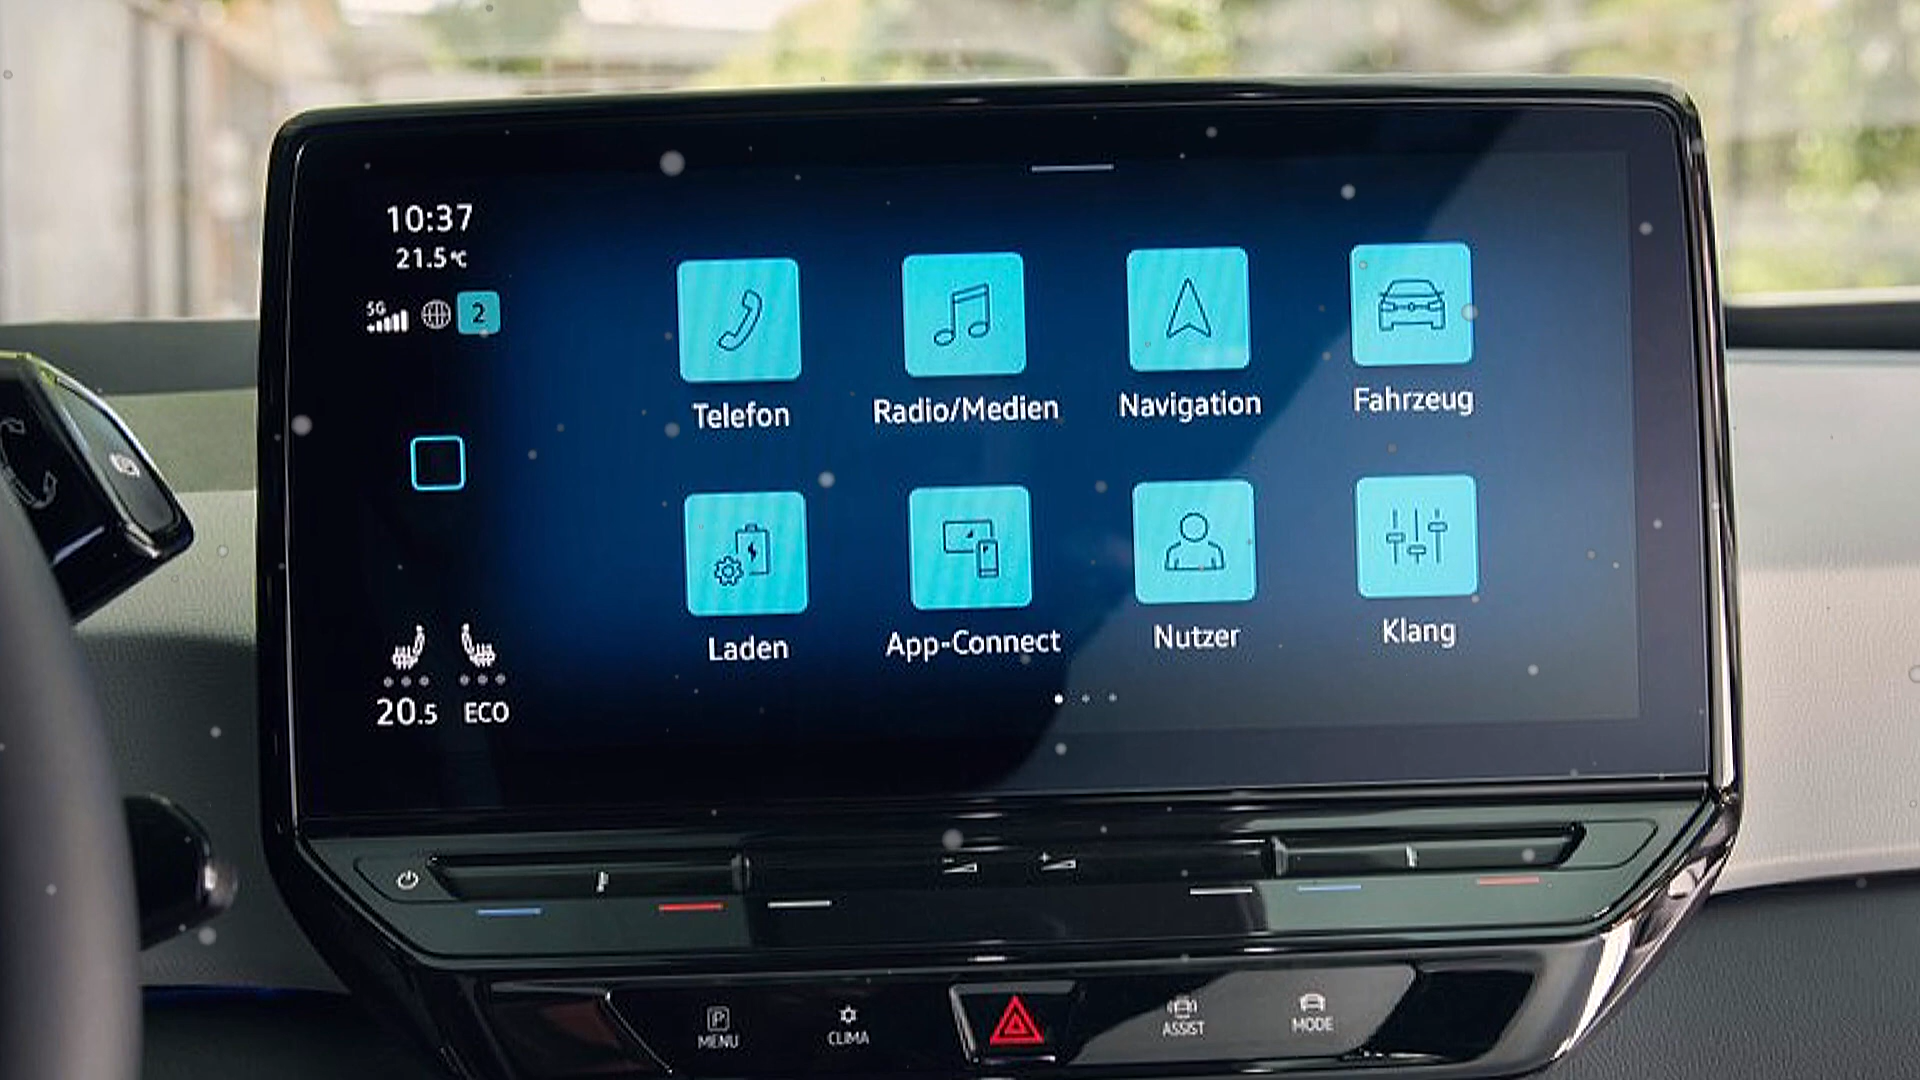 10:37
21.5°C
5G
2
Telefon
Radio/Medien
Navigation
Fahrzeug
Laden
App-Connect
Nutzer
Klang
20.5 ECO
P
MENU
CLIMA
ASSIST
MODE